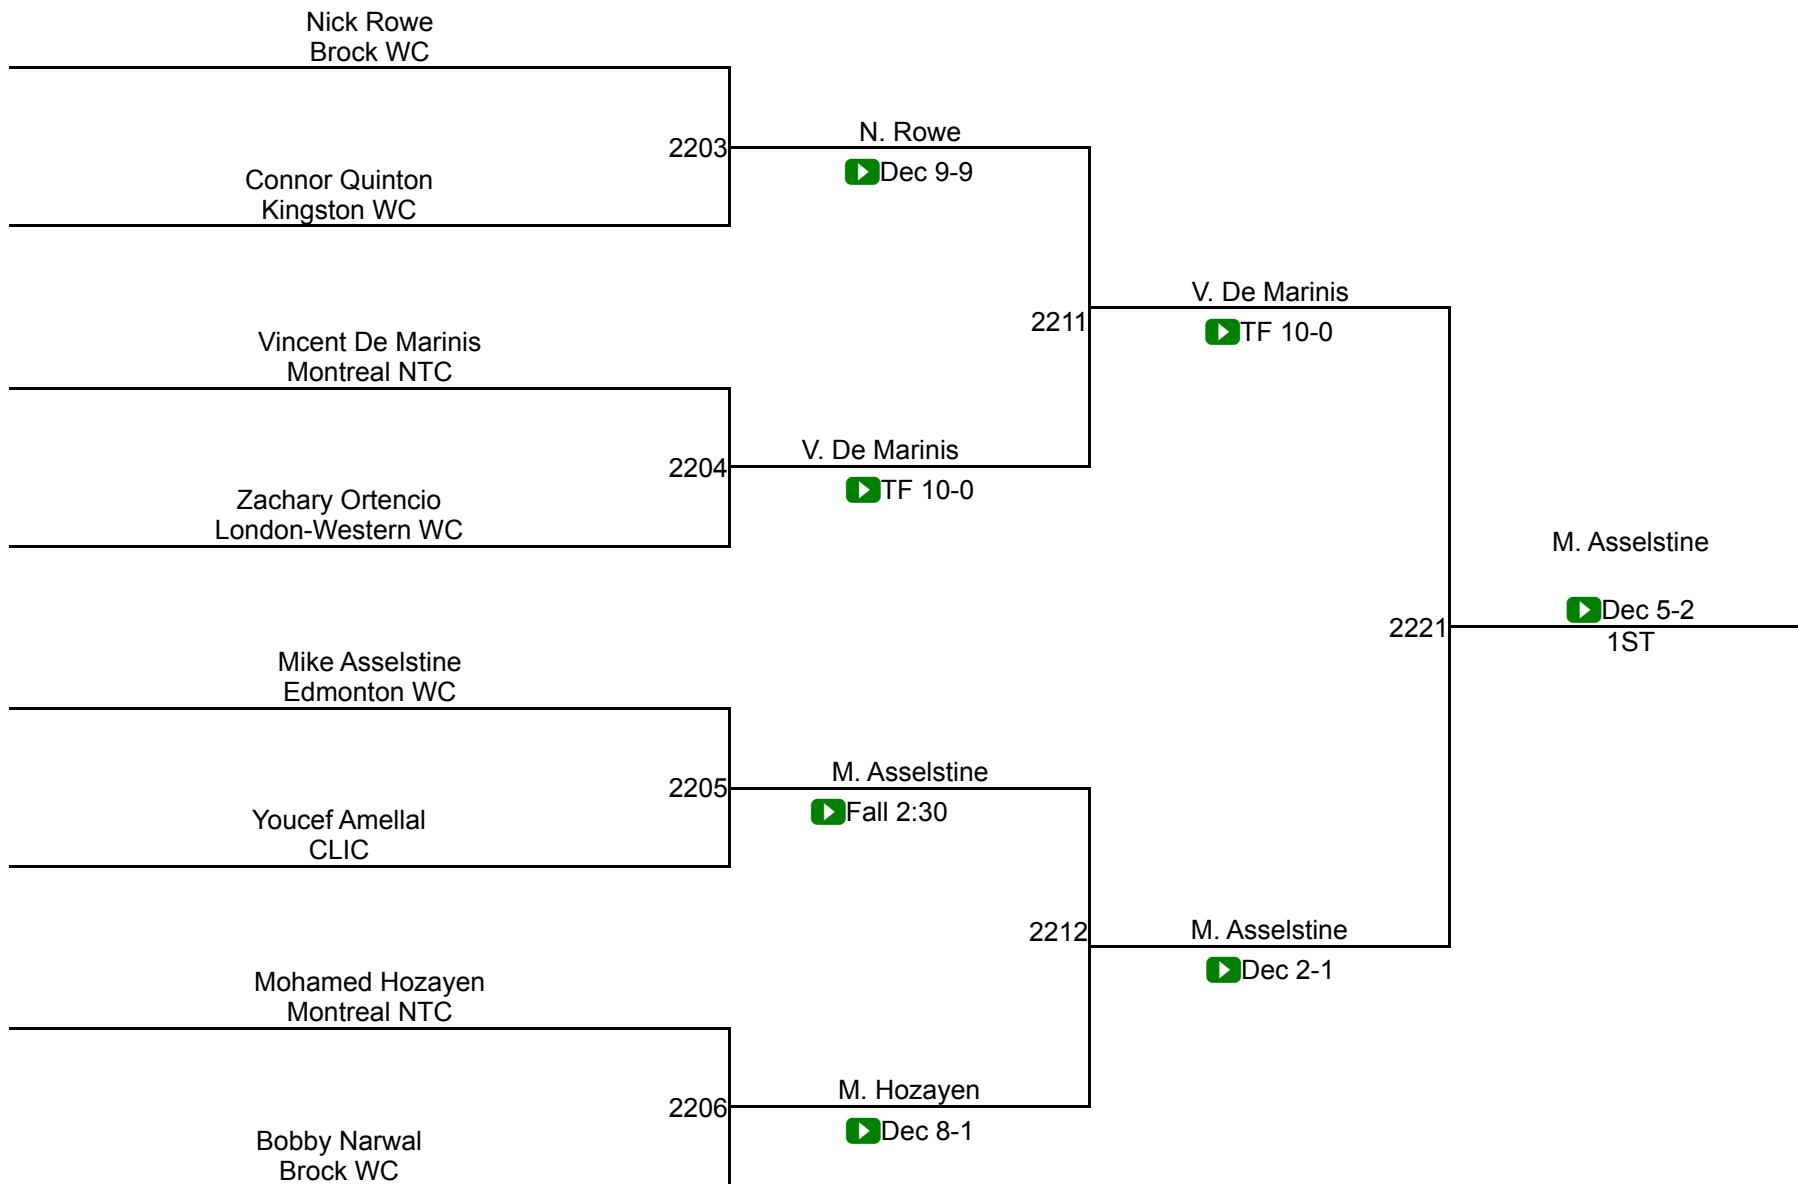 Nick Rowe
Brock WC
2203
N. Rowe
Dec 9-9
Connor Quinton
Kingston WC
2211
V. De Marinis
TF 10-0
Vincent De Marinis
Montreal NTC
2204
V. De Marinis
TF 10-0
Zachary Ortencio
London-Western WC
M. Asselstine
Dec 5-2
1ST
2221
Mike Asselstine
Edmonton WC
2205
M. Asselstine
Fall 2:30
Youcef Amellal
CLIC
2212
M. Asselstine
Dec 2-1
Mohamed Hozayen
Montreal NTC
2206
M. Hozayen
Dec 8-1
Bobby Narwal
Brock WC